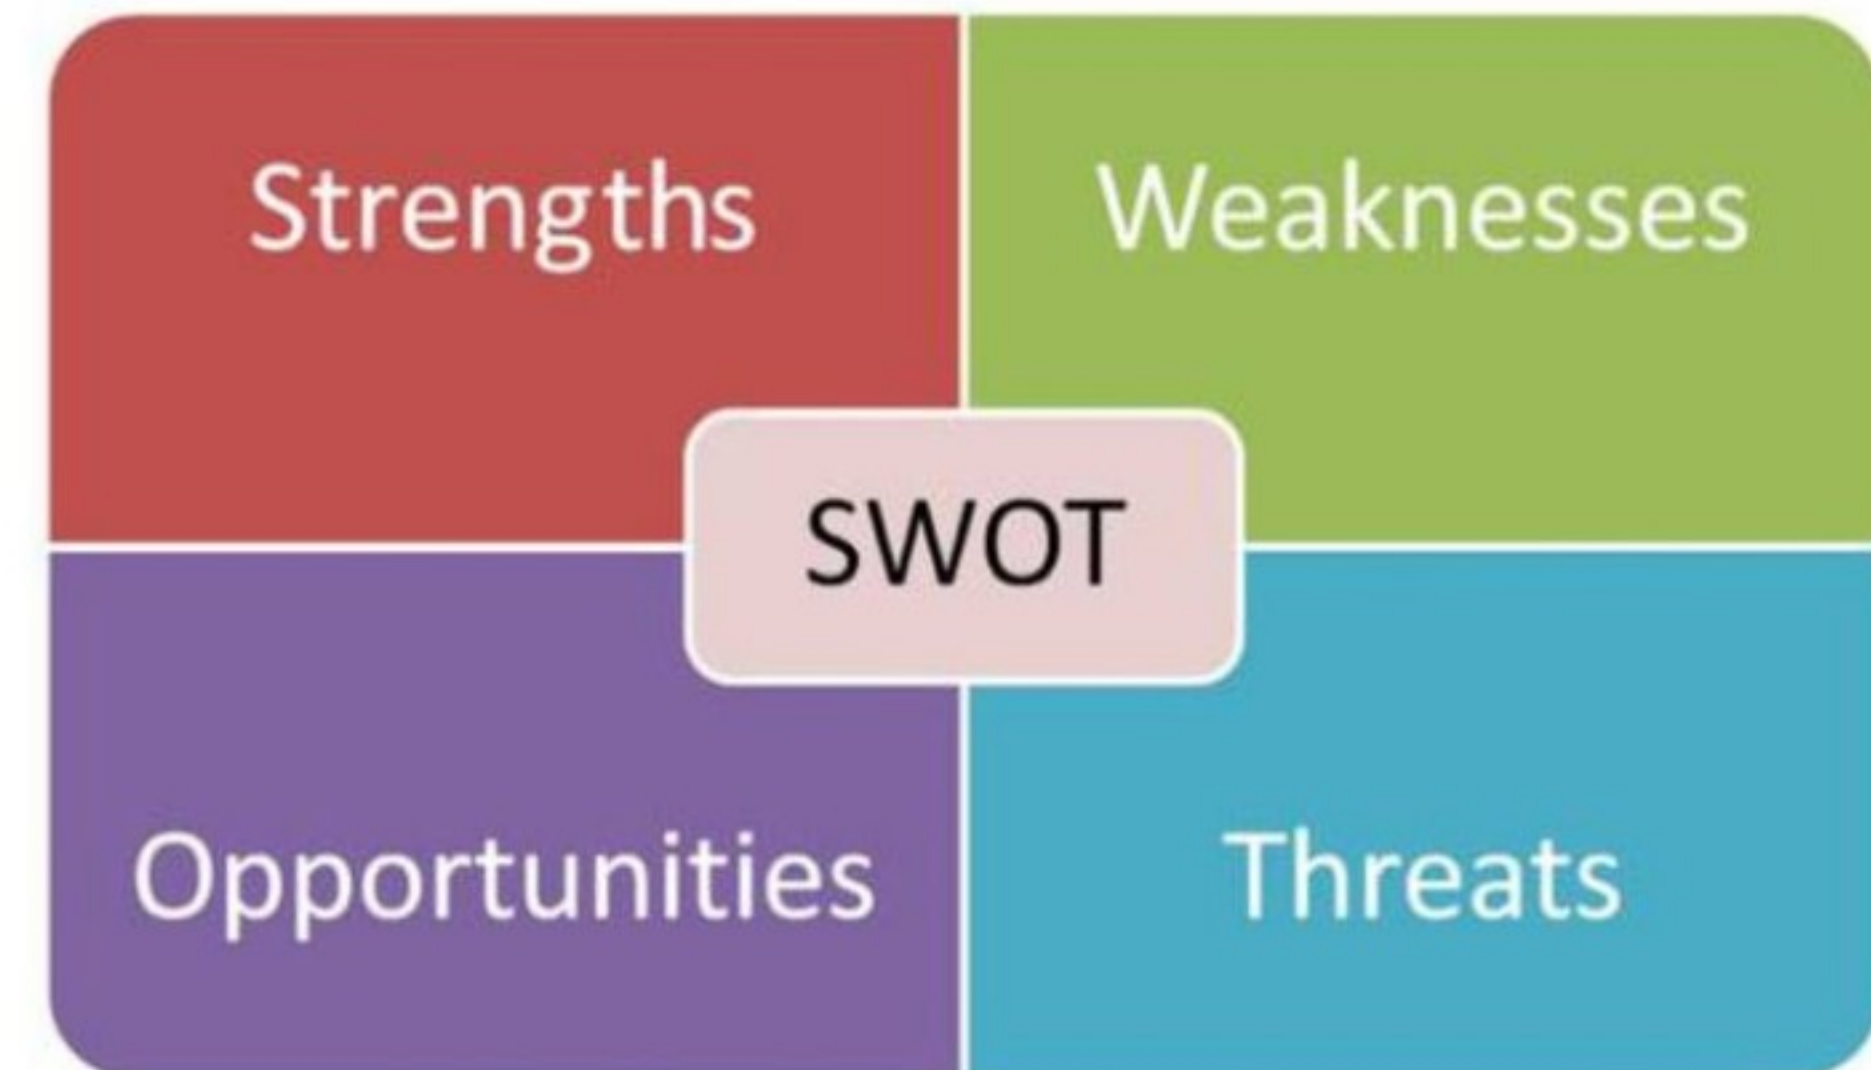 Strengths
Weaknesses
SWOT
Opportunities
Threats